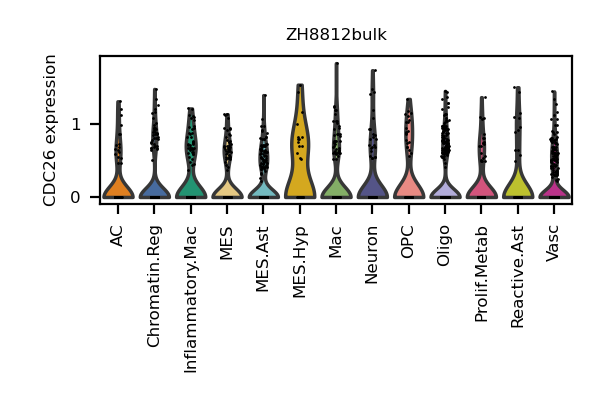 ZH8812bulk
CDC26 expression
1
0
AC
Chromatin.Reg
Inflammatory.Mac
MES
MES.Ast
MES.Hyp
Mac
Neuron
OPC
Oligo
Prolif.Metab
Reactive.Ast
Vasc